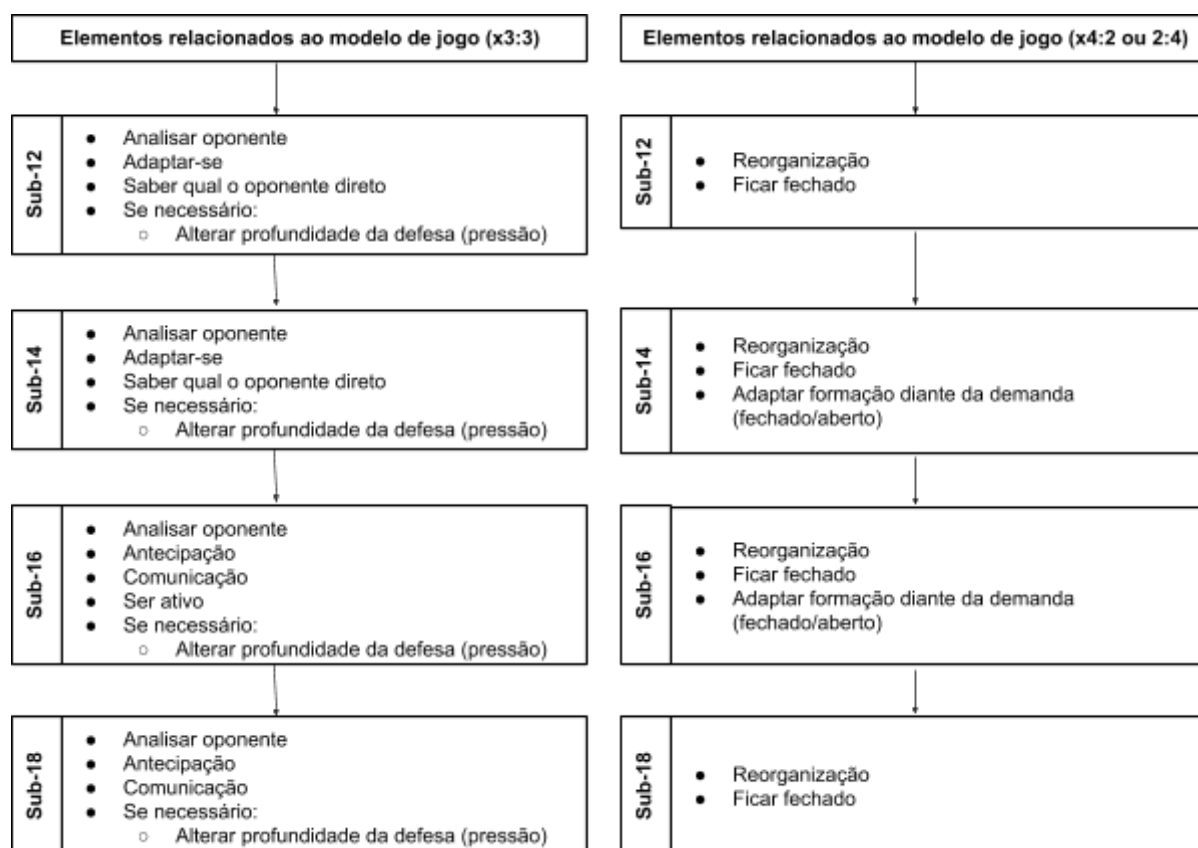 Elementos relacionados ao modelo de jogo (x3:3)
Sub-12
● Analisar oponente
● Adaptar-se
● Saber qual o oponente direto
● Se necessário:
○ Alterar profundidade da defesa (pressão)
Sub-14
● Analisar oponente
● Adaptar-se
● Saber qual o oponente direto
● Se necessário:
○ Alterar profundidade da defesa (pressão)
Sub-16
● Analisar oponente
● Antecipação
● Comunicação
● Ser ativo
● Se necessário:
○ Alterar profundidade da defesa (pressão)
Sub-18
● Analisar oponente
● Antecipação
● Comunicação
● Se necessário:
○ Alterar profundidade da defesa (pressão)
Elementos relacionados ao modelo de jogo (x4:2 ou 2:4)
Sub-12
● Reorganização
● Ficar fechado
Sub-14
● Reorganização
● Ficar fechado
● Adaptar formação diante da demanda
(fechado/aberto)
Sub-16
● Reorganização
● Ficar fechado
● Adaptar formação diante da demanda
(fechado/aberto)
Sub-18
● Reorganização
● Ficar fechado